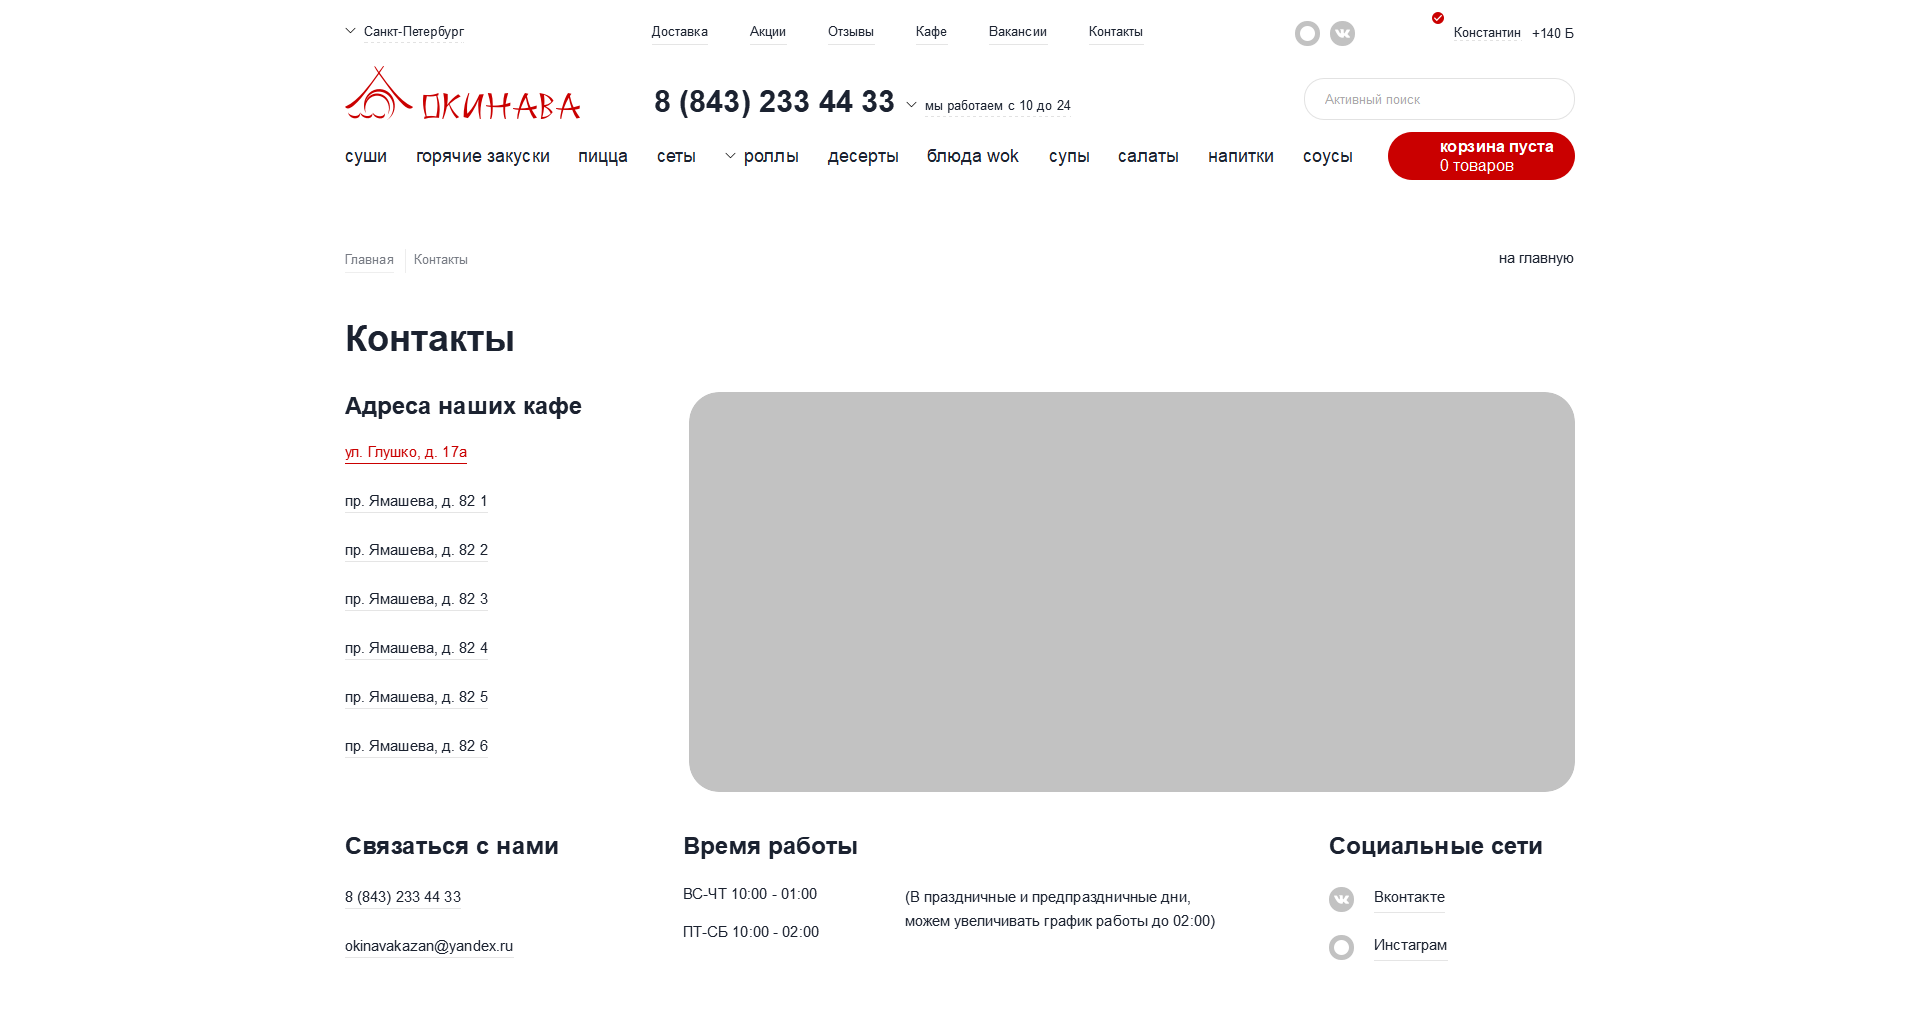 Санкт-Петербург
Доставка Акции Отзывы Кафе Вакансии Контакты
Константин +140 Б
ОКИНАВА
8 (843) 233 44 33 мы работаем с 10 до 24
Активный поиск
суши горячие закуски пицца сеты роллы десерты блюда wok супы салаты напитки соусы
корзина пуста
0 товаров
Главная Контакты
на главную
Контакты
Адреса наших кафе
ул. Глушко, д. 17а
пр. Ямашева, д. 82 1
пр. Ямашева, д. 82 2
пр. Ямашева, д. 82 3
пр. Ямашева, д. 82 4
пр. Ямашева, д. 82 5
пр. Ямашева, д. 82 6
Связаться с нами
8 (843) 233 44 33
okinavakazan@yandex.ru
Время работы
ВС-ЧТ 10:00 - 01:00
ПТ-СБ 10:00 - 02:00
(В праздничные и предпраздничные дни,
можем увеличивать график работы до 02:00)
Социальные сети
Вконтакте
Инстаграм